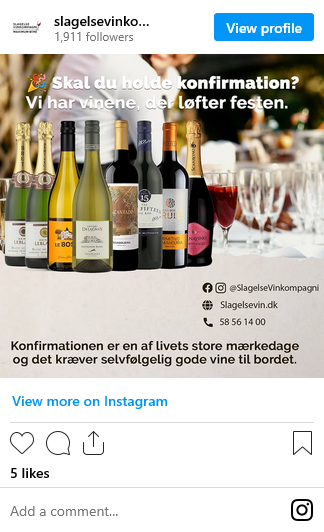 slagelsevinko...
1,911 followers
View profile
🎉 Skal du holde konfirmation?
Vi har vinene, der løfter festen.
@SlagelseVinkompagni
Slagelsevin.dk
58 56 14 00
Konfirmationen er en af livets store mærkedage
og det kræver selvfølgelig gode vine til bordet.
View more on Instagram
5 likes
Add a comment...